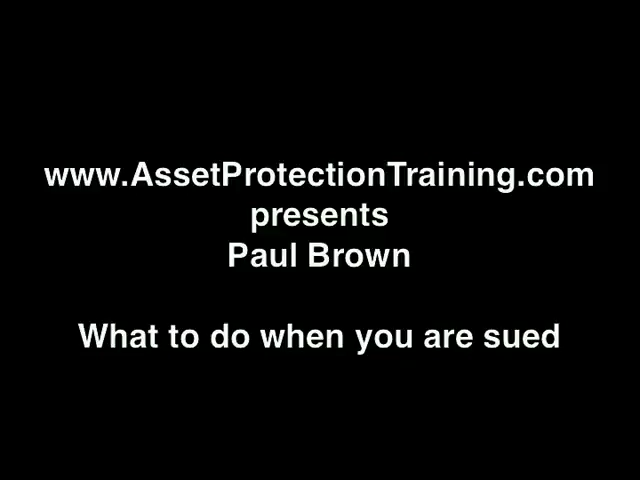 www.AssetProtectionTraining.com
presents
Paul Brown
What to do when you are sued